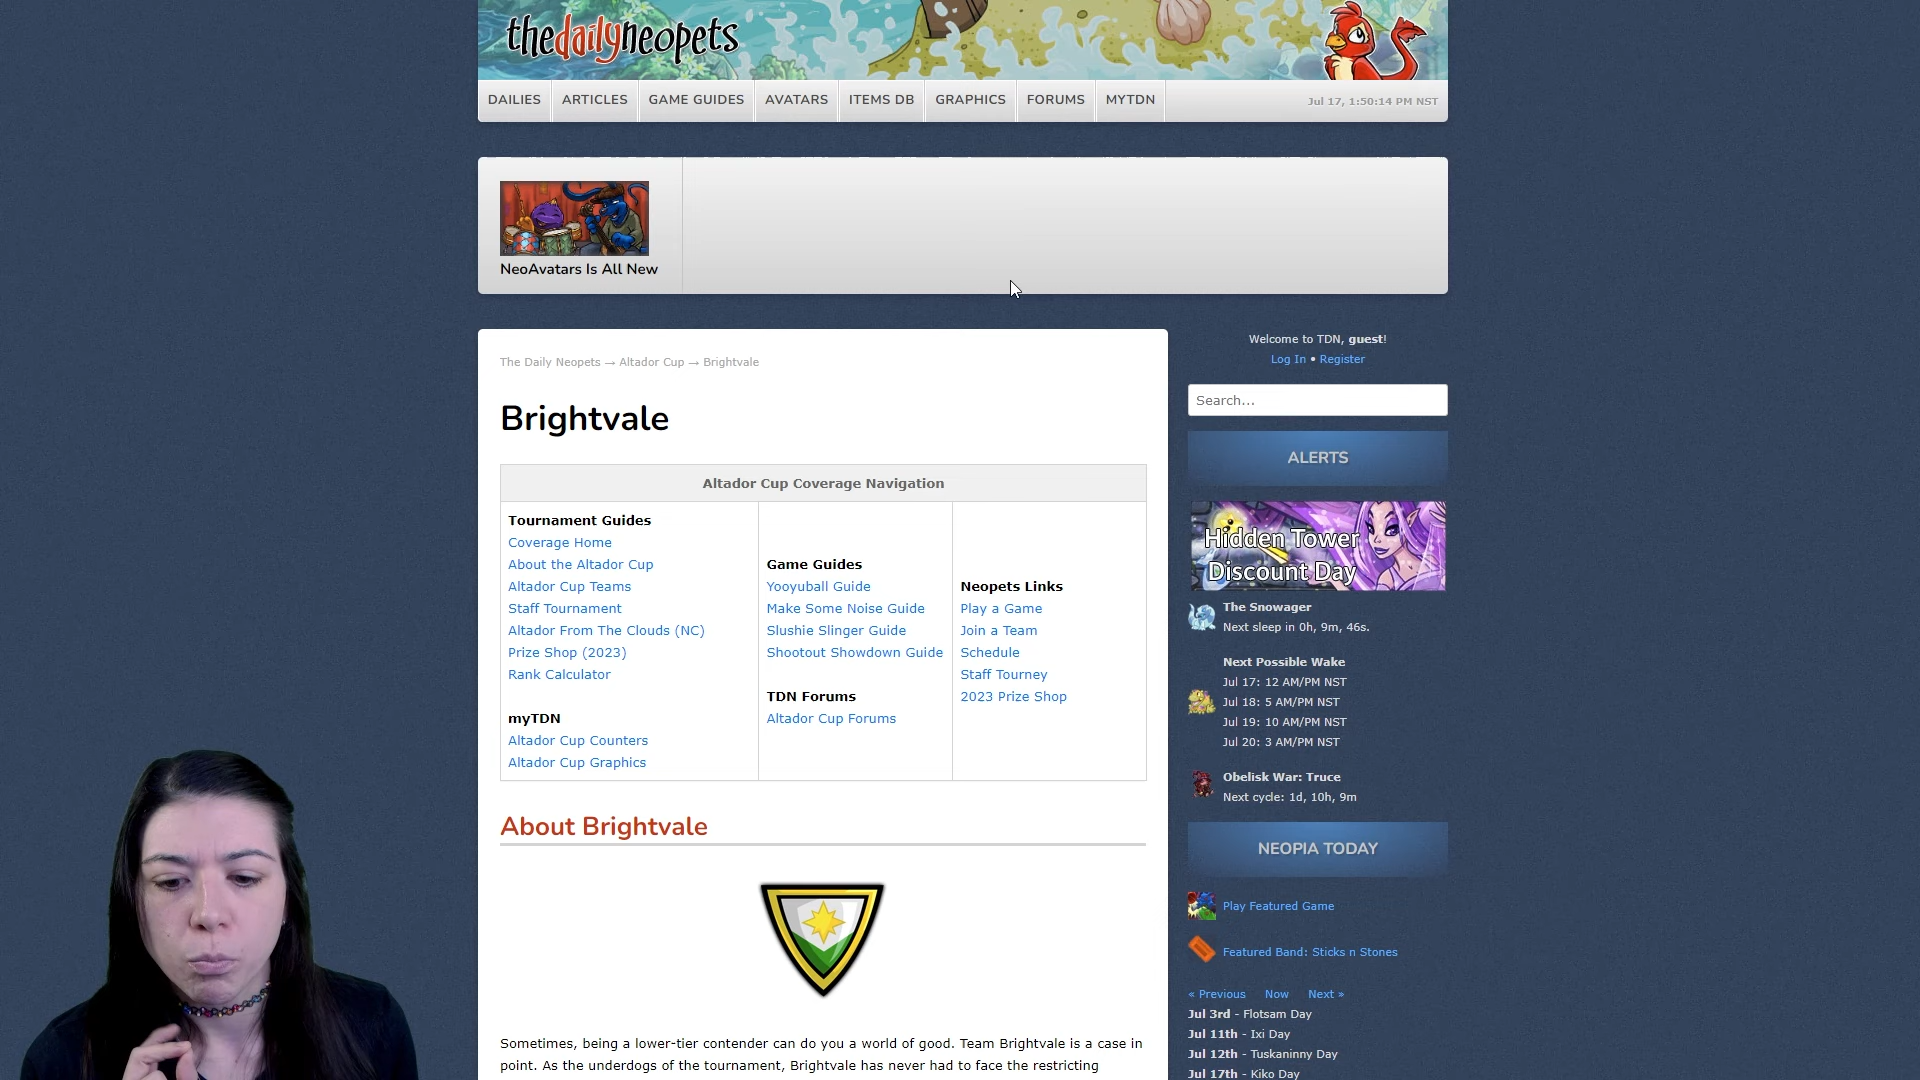 thedailyneopets
DAILIES
ARTICLES
GAME GUIDES
AVATARS
ITEMS DB
GRAPHICS
FORUMS
MYTDN
Jul 17, 1:50:14 PM NST
NeoAvatars Is All New
The Daily Neopets → Altador Cup → Brightvale
Brightvale
Altador Cup Coverage Navigation
Tournament Guides
Coverage Home
About the Altador Cup
Altador Cup Teams
Staff Tournament
Altador From The Clouds (NC)
Prize Shop (2023)
Rank Calculator
myTDN
Altador Cup Counters
Altador Cup Graphics
Game Guides
Yooyuball Guide
Make Some Noise Guide
Slushie Slinger Guide
Shootout Showdown Guide
TDN Forums
Altador Cup Forums
Neopets Links
Play a Game
Join a Team
Schedule
Staff Tourney
2023 Prize Shop
About Brightvale
Sometimes, being a lower-tier contender can do you a world of good. Team Brightvale is a case in
point. As the underdogs of the tournament, Brightvale has never had to face the restricting
Welcome to TDN, guest!
Log In • Register
Search...
ALERTS
Hidden Tower
Discount Day
The Snowager
Next sleep in 0h, 9m, 46s.
Next Possible Wake
Jul 17: 12 AM/PM NST
Jul 18: 5 AM/PM NST
Jul 19: 10 AM/PM NST
Jul 20: 3 AM/PM NST
Obelisk War: Truce
Next cycle: 1d, 10h, 9m
NEOPIA TODAY
Play Featured Game
Featured Band: Sticks n Stones
« Previous Now Next »
Jul 3rd - Flotsam Day
Jul 11th - Ixi Day
Jul 12th - Tuskaninny Day
Jul 17th - Kiko Day